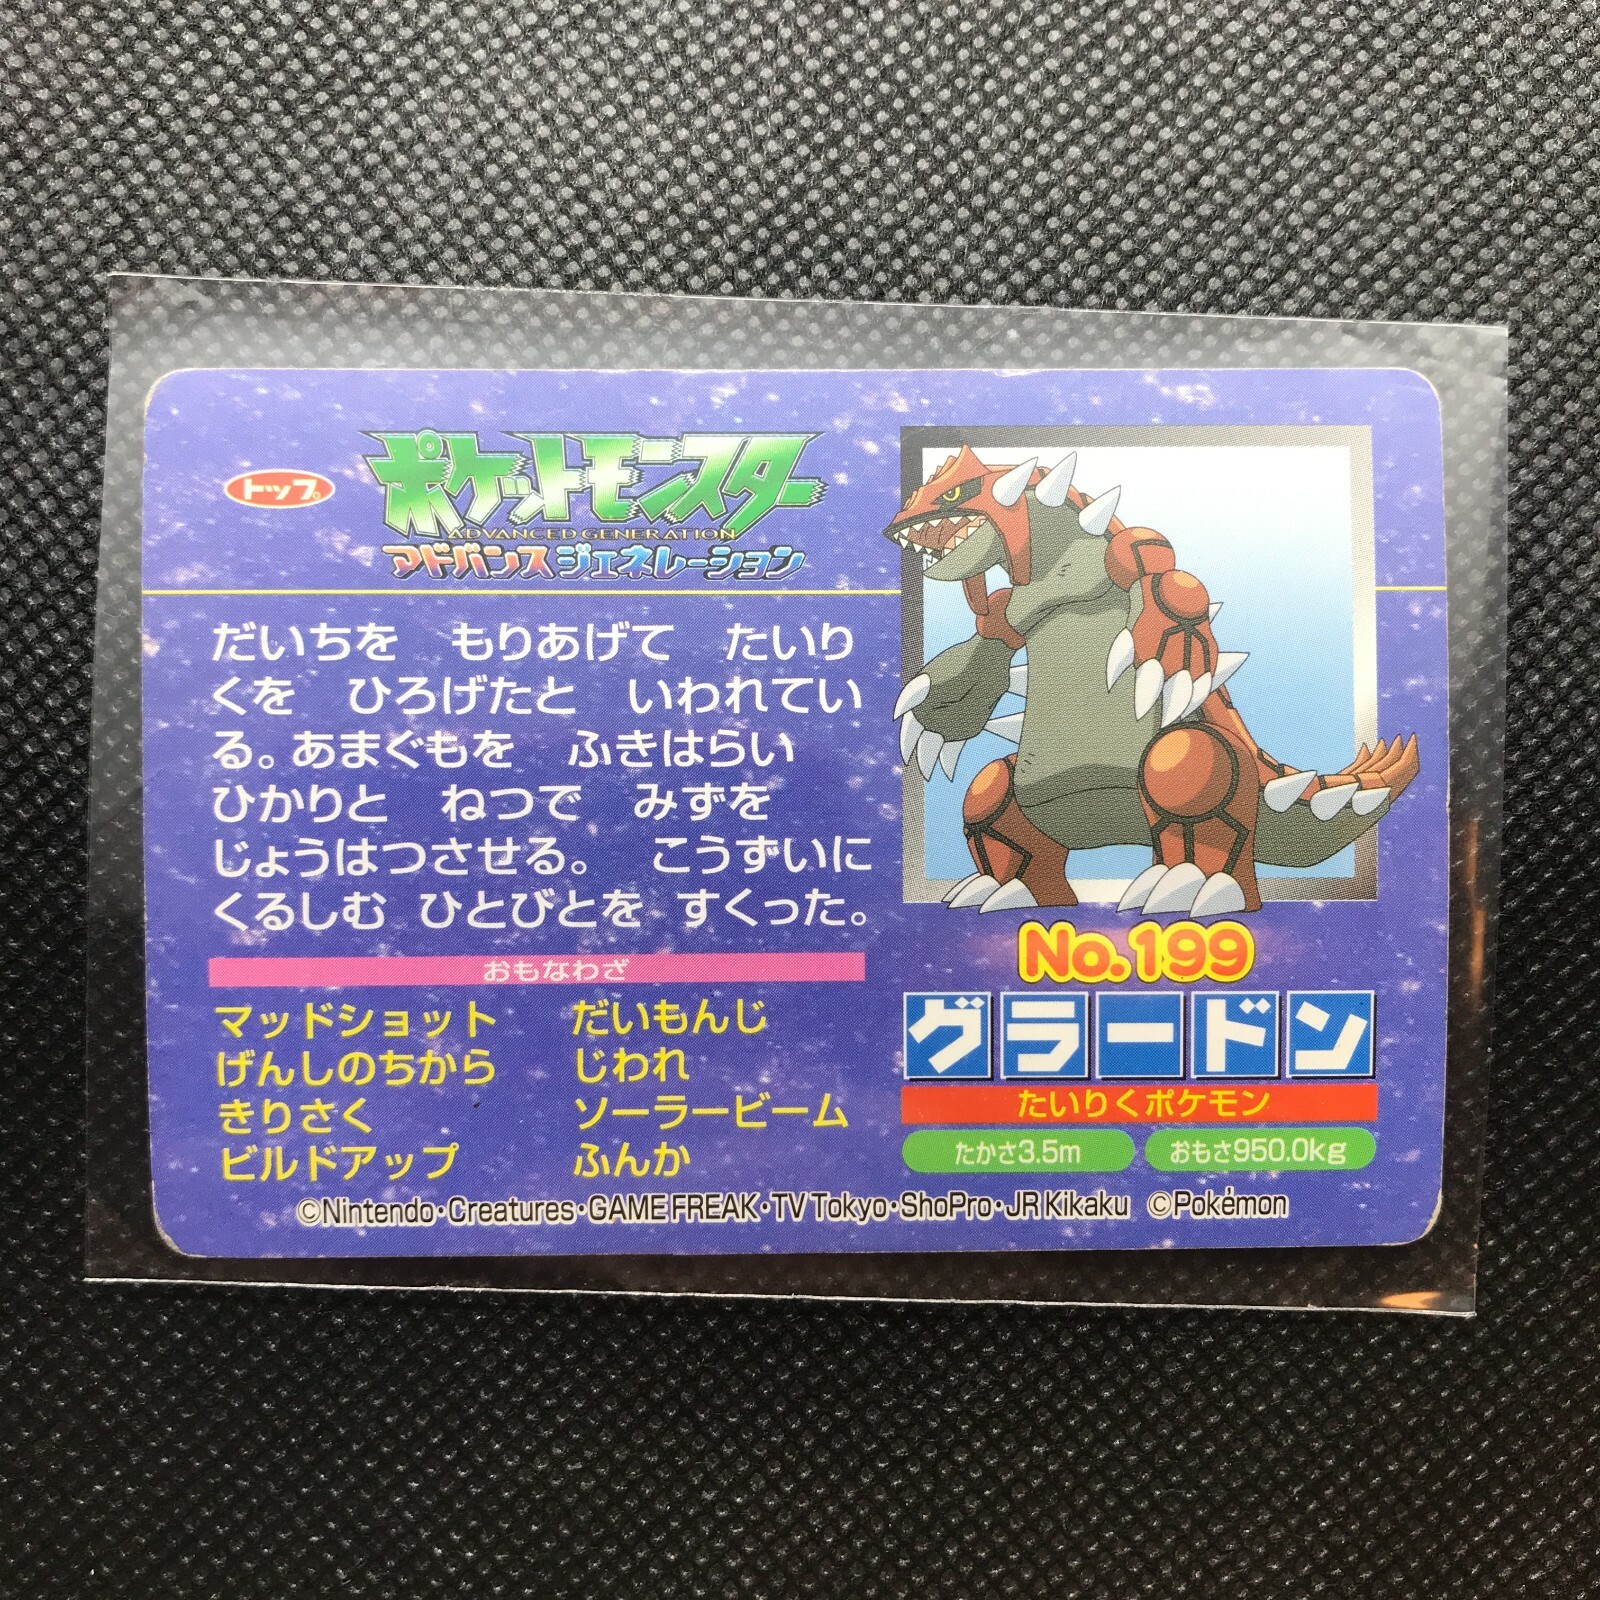 トップ
ポケットモンスター
ADVANCED GENERATION
アドバンスジェネレーション
だいちを　もりあげて　たいり
くを　ひろげたと　いわれてい
る。あまぐもを　ふきはらい
ひかりと　ねつで　みずを
じょうはつさせる。　こうずいに
くるしむ　ひとびとを　すくった。
おもなわざ
マッドショット　だいもんじ
げんしのちから　じわれ
きりさく　ソーラービーム
ビルドアップ　ふんか
No.199
グラードン
たいりくポケモン
たかさ3.5m　おもさ950.0kg
©Nintendo・Creatures・GAME FREAK・TV Tokyo・ShoPro・JR Kikaku ©Pokémon